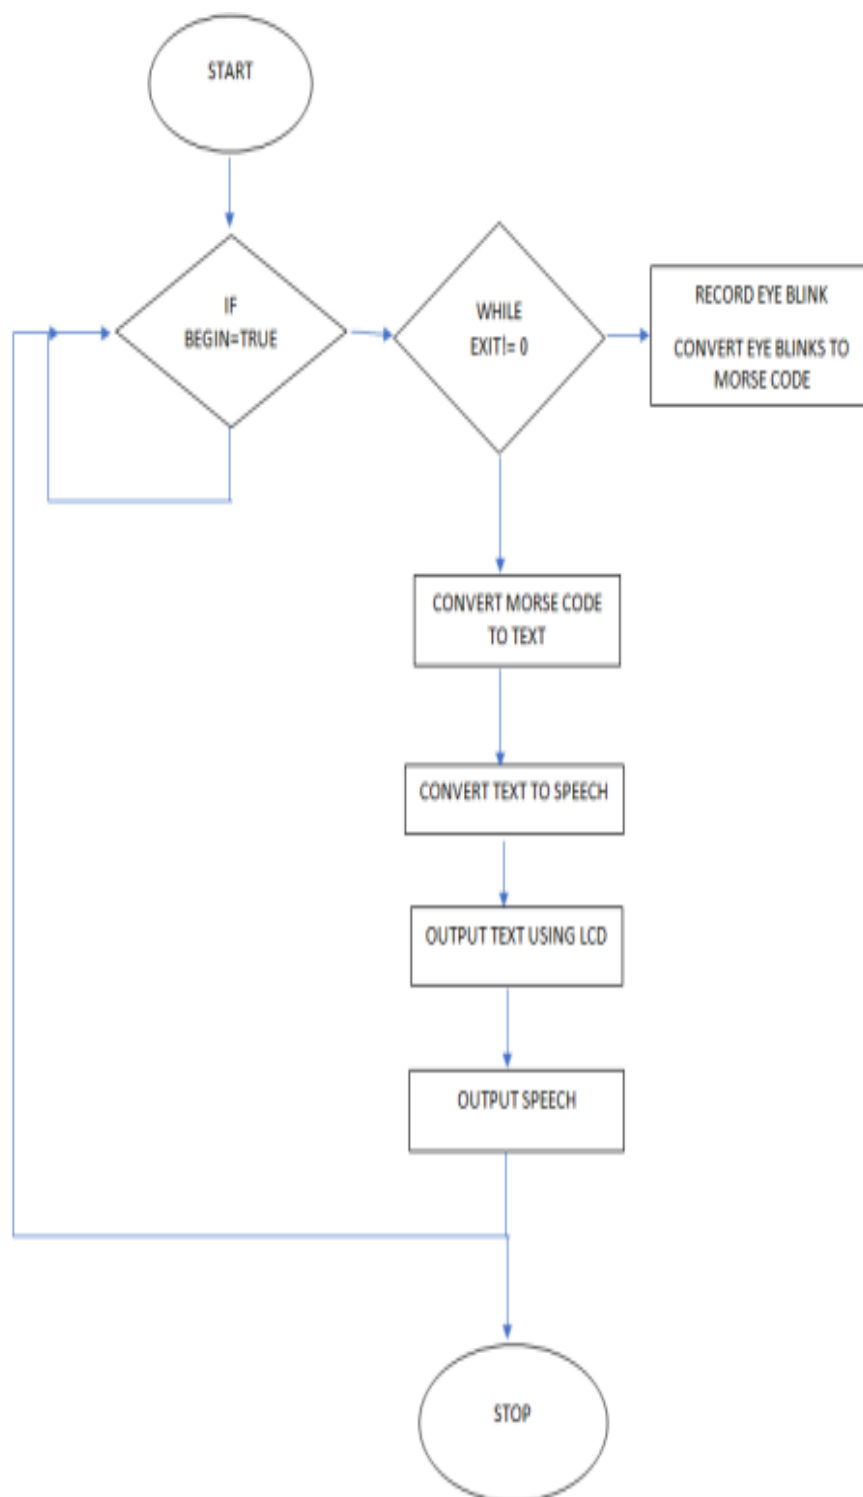 START
IF
BEGIN=TRUE
WHILE
EXIT!= 0
RECORD EYE BLINK
CONVERT EYE BLINKS TO
MORSE CODE
CONVERT MORSE CODE
TO TEXT
CONVERT TEXT TO SPEECH
OUTPUT TEXT USING LCD
OUTPUT SPEECH
STOP